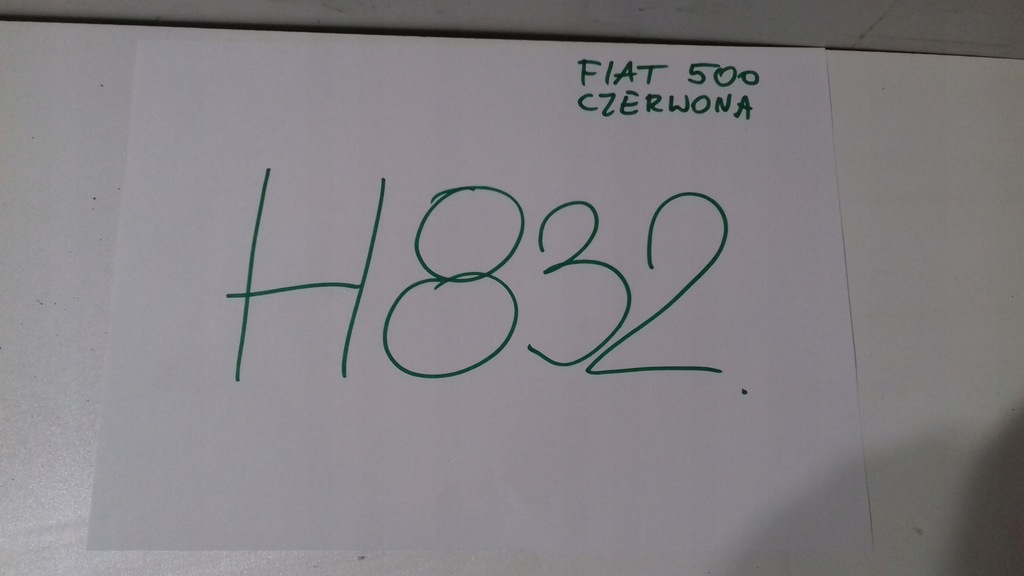 FIAT 500
CZERWONA
H832.